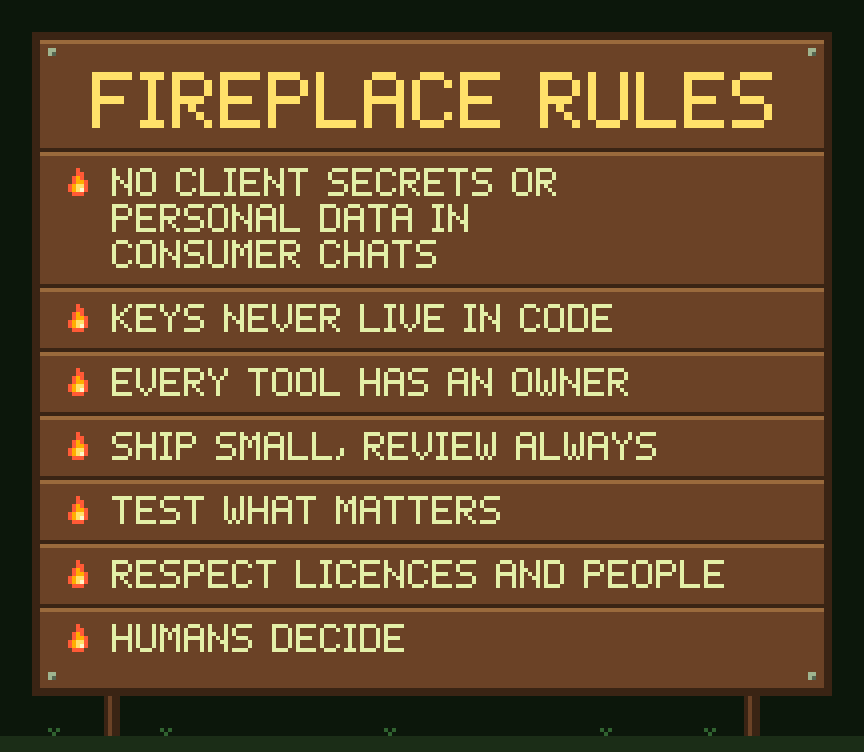 FIREPLACE RULES
NO CLIENT SECRETS OR
PERSONAL DATA IN
CONSUMER CHATS
KEYS NEVER LIVE IN CODE
EVERY TOOL HAS AN OWNER
SHIP SMALL, REVIEW ALWAYS
TEST WHAT MATTERS
RESPECT LICENCES AND PEOPLE
HUMANS DECIDE